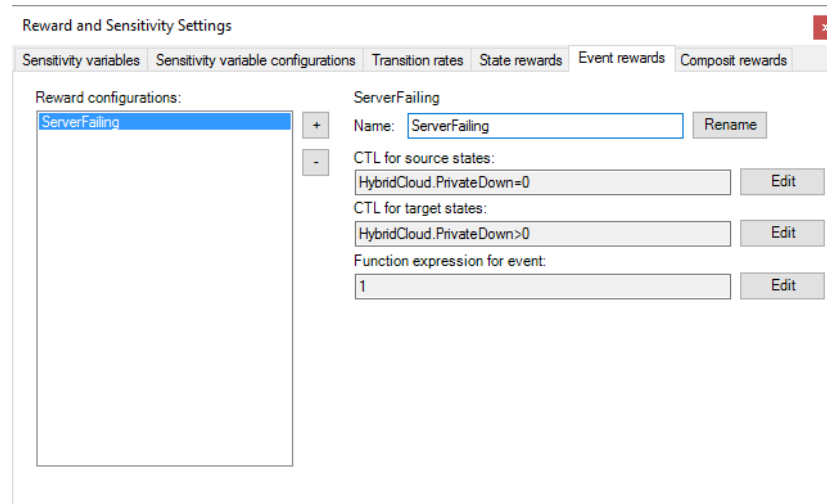 Reward and Sensitivity Settings
Sensitivity variables Sensitivity variable configurations Transition rates State rewards Event rewards Composit rewards
Reward configurations:
ServerFailing
+
-
ServerFailing
Name: ServerFailing Rename
CTL for source states:
HybridCloud.PrivateDown=0 Edit
CTL for target states:
HybridCloud.PrivateDown>0 Edit
Function expression for event:
1 Edit